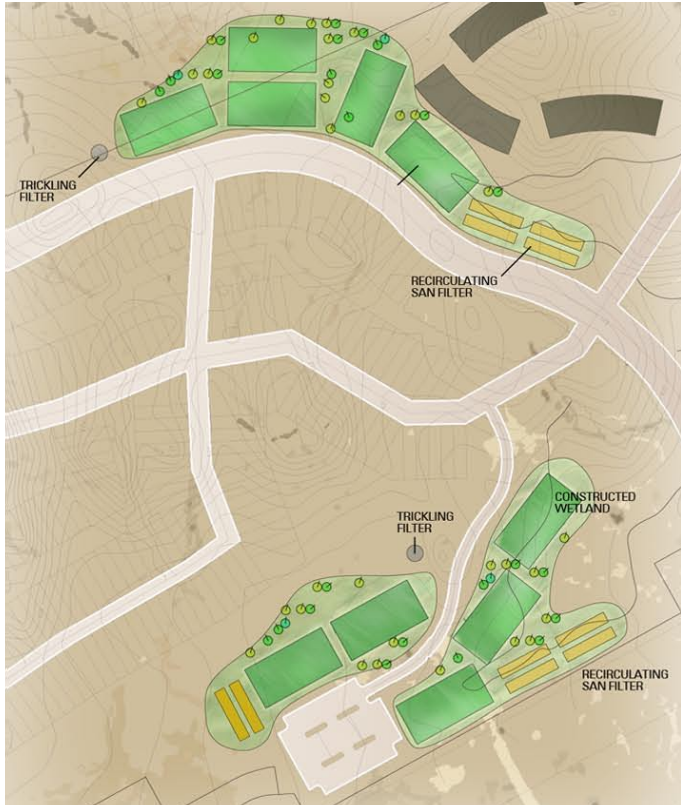 TRICKLING
FILTER
RECIRCULATING
SAN FILTER
CONSTRUCTED
WETLAND
TRICKLING
FILTER
RECIRCULATING
SAN FILTER